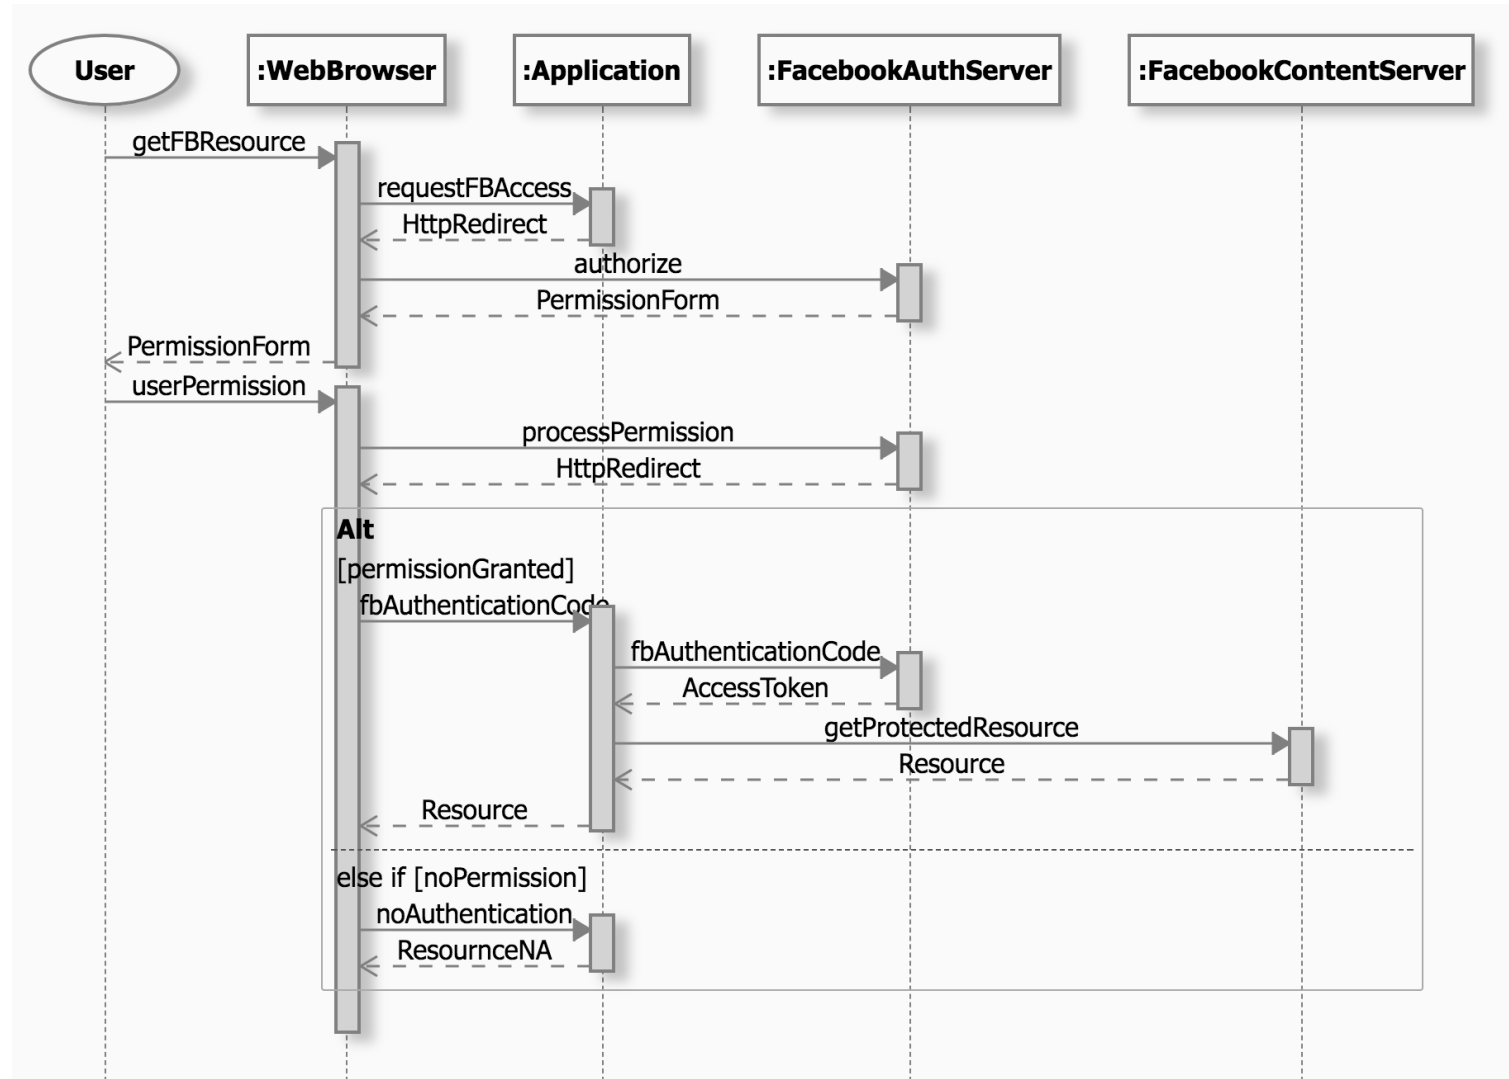 User :WebBrowser :Application :FacebookAuthServer :FacebookContentServer
getFBResource
requestFBAccess
HttpRedirect
authorize
PermissionForm
PermissionForm
userPermission
processPermission
HttpRedirect
Alt
[permissionGranted]
fbAuthenticationCode
fbAuthenticationCode
AccessToken
getProtectedResource
Resource
Resource
else if [noPermission]
noAuthentication
ResournceNA